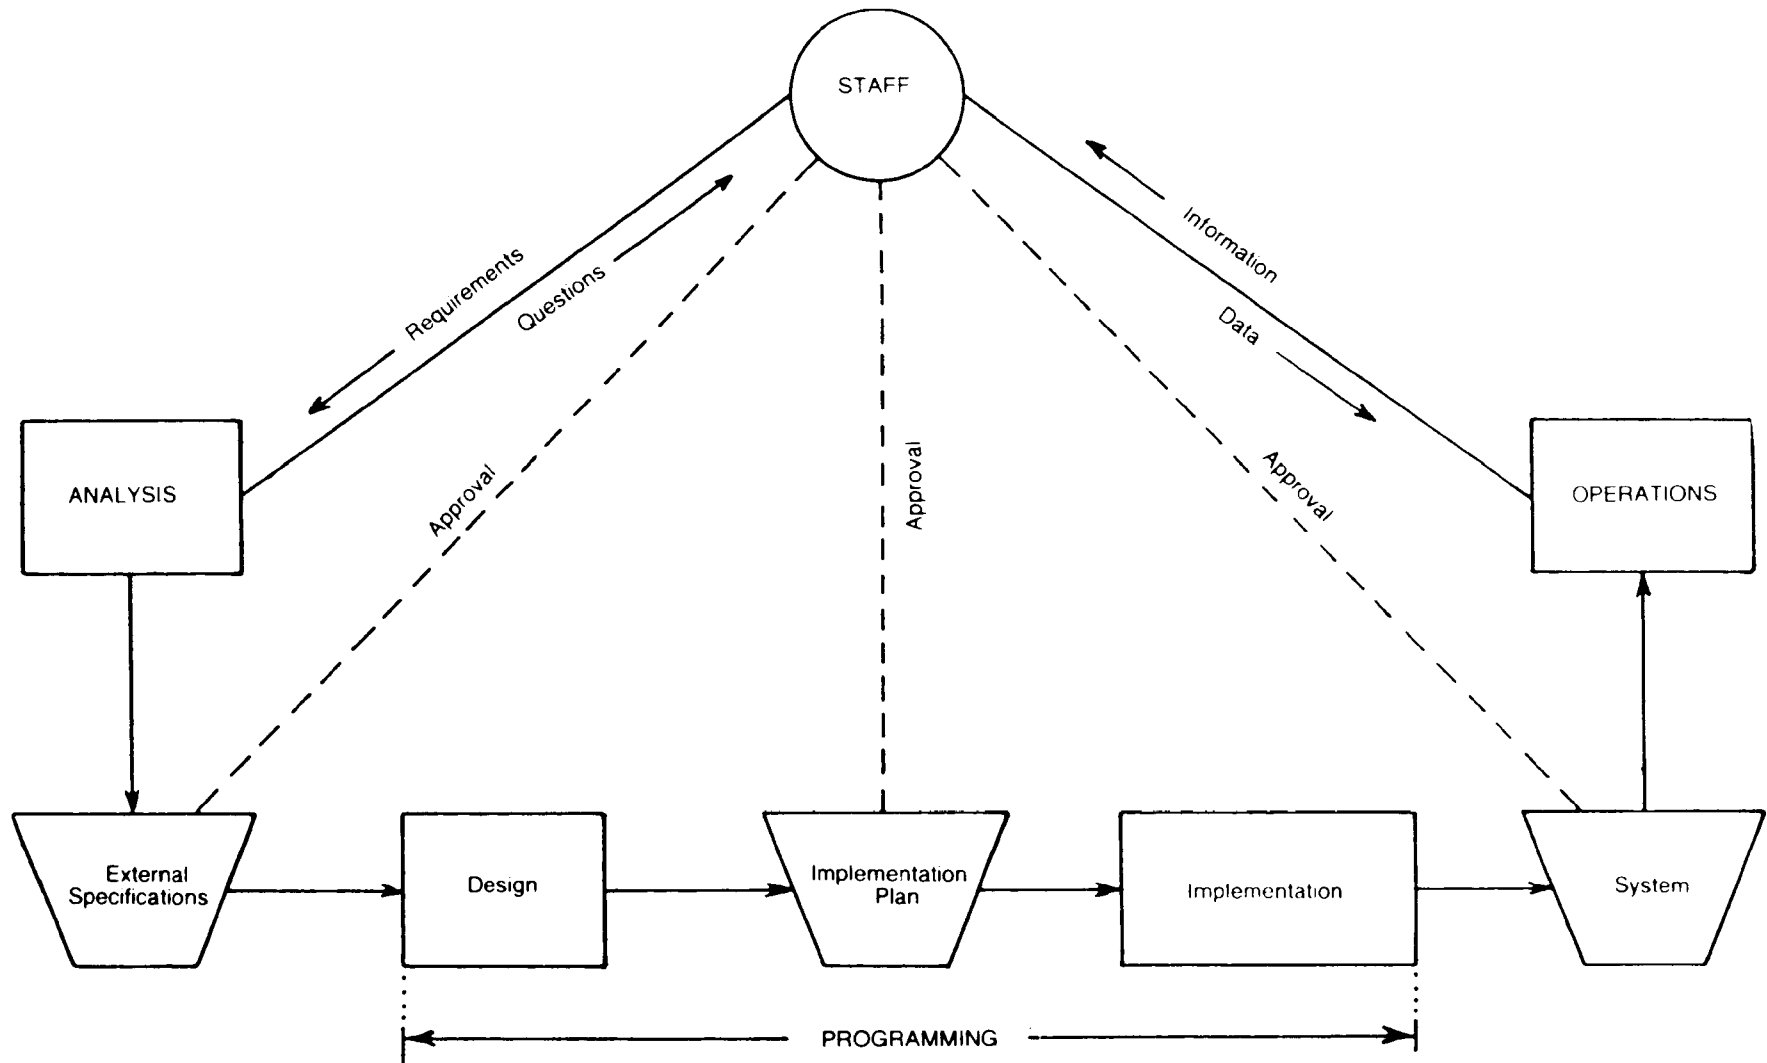 STAFF
Requirements
Questions
Information
Data
Approval
Approval
Approval
ANALYSIS
OPERATIONS
External
Specifications
Design
Implementation
Plan
Implementation
System
PROGRAMMING